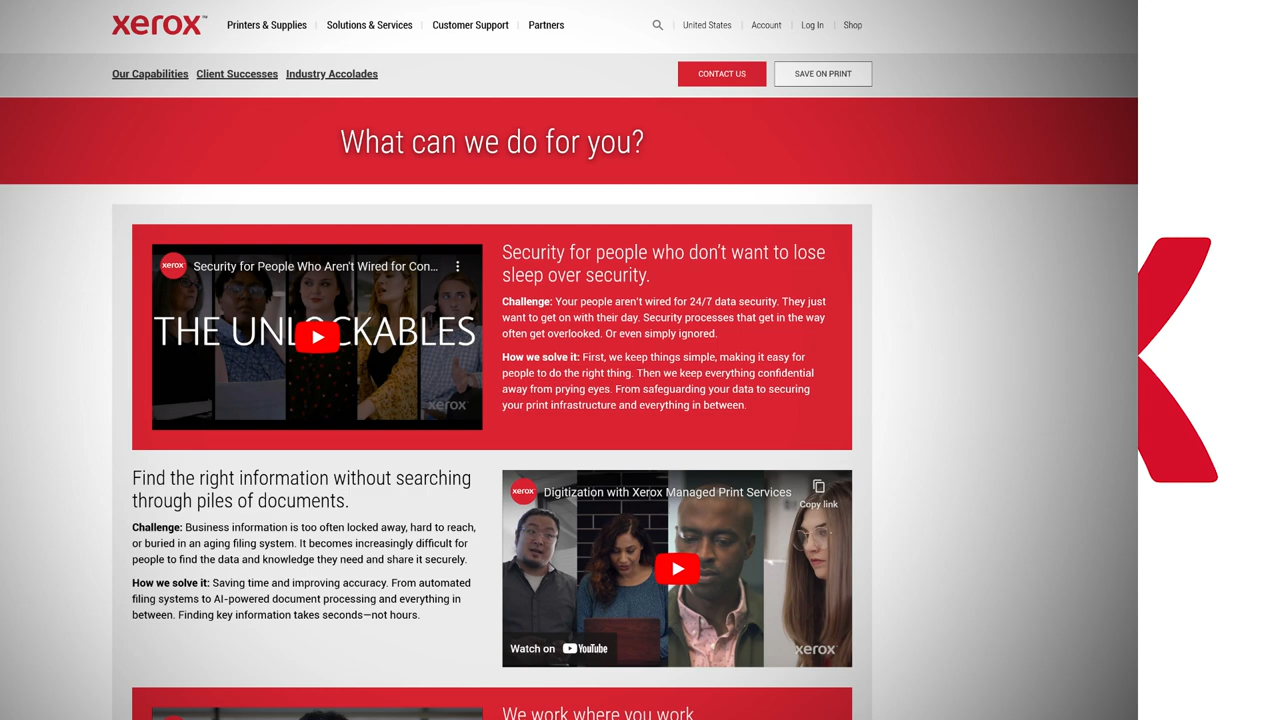 xerox™
Printers & Supplies
Solutions & Services
Customer Support
Partners
United States
Account
Log In
Shop
Our Capabilities
Client Successes
Industry Accolades
CONTACT US
SAVE ON PRINT
What can we do for you?
xerox
Security for People Who Aren't Wired for Con...
THE UNLOCKABLES
xerox
Security for people who don’t want to lose
sleep over security.
Challenge: Your people aren’t wired for 24/7 data security. They just
want to get on with their day. Security processes that get in the way
often get overlooked. Or even simply ignored.
How we solve it: First, we keep things simple, making it easy for
people to do the right thing. Then we keep everything confidential
away from prying eyes. From safeguarding your data to securing
your print infrastructure and everything in between.
Find the right information without searching
through piles of documents.
Challenge: Business information is too often locked away, hard to reach,
or buried in an aging filing system. It becomes increasingly difficult for
people to find the data and knowledge they need and share it securely.
How we solve it: Saving time and improving accuracy. From automated
filing systems to AI-powered document processing and everything in
between. Finding key information takes seconds—not hours.
xerox
Digitization with Xerox Managed Print Services
Copy link
Watch on YouTube
xerox
We work where you work